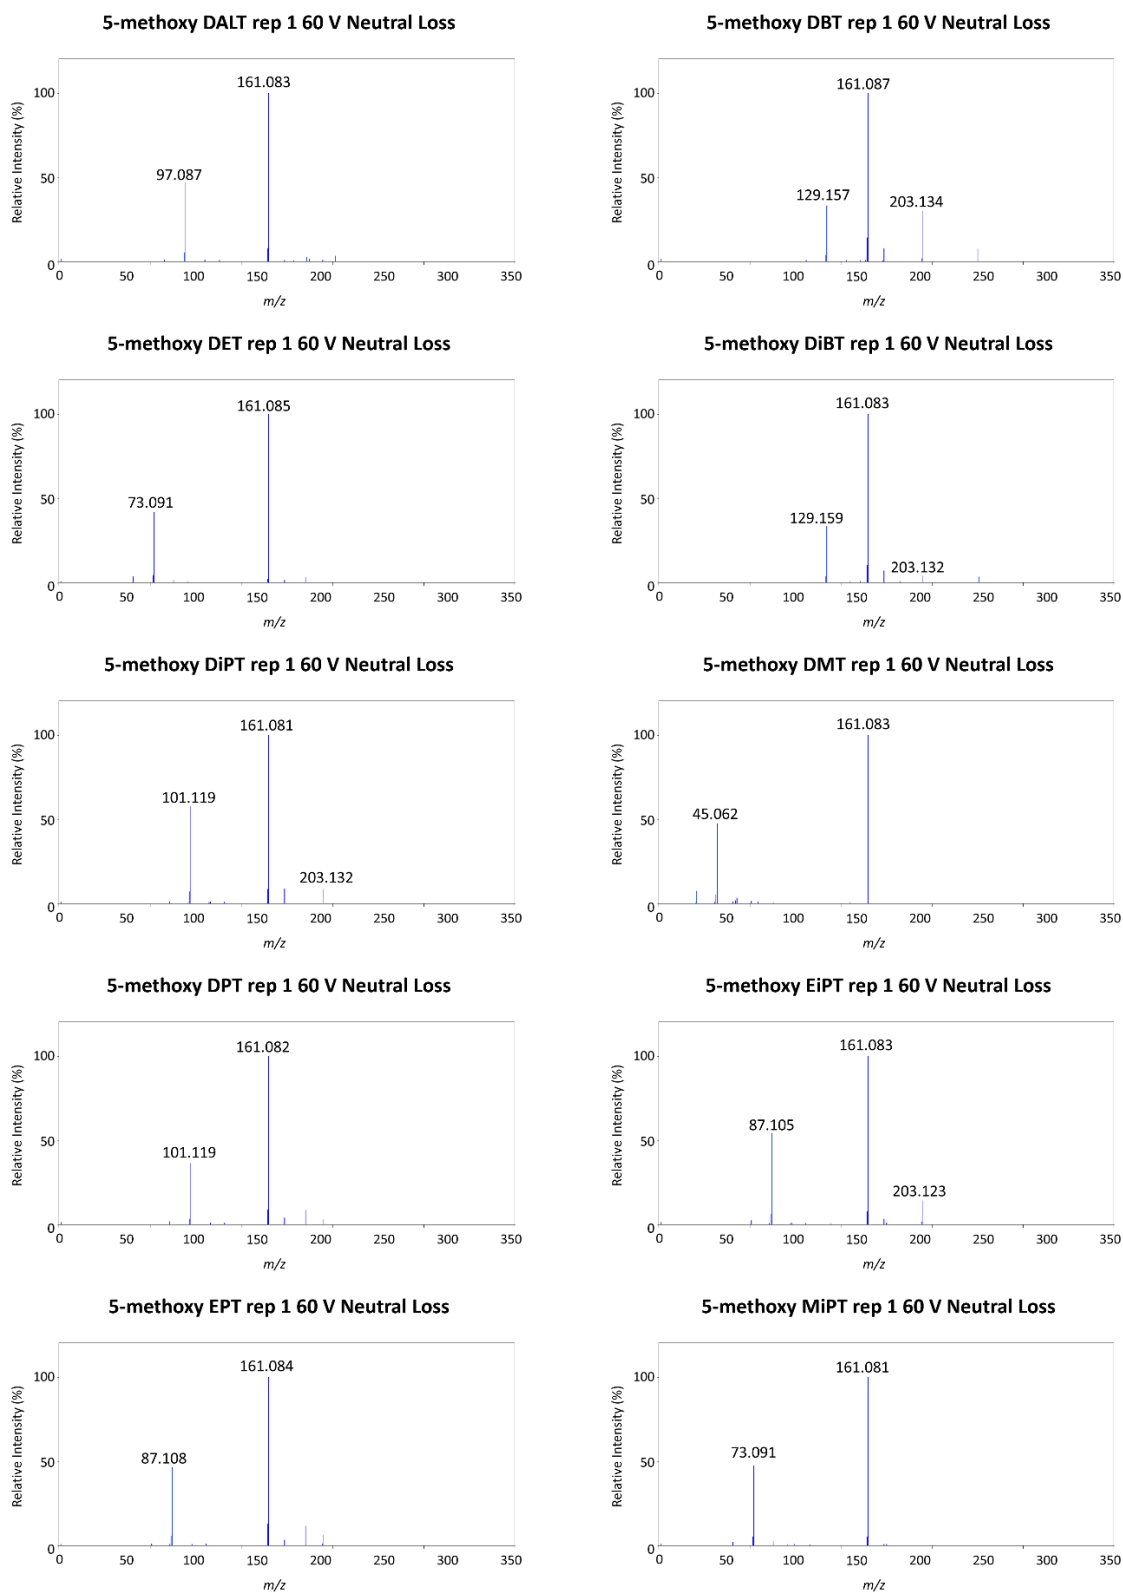 5-methoxy DALT rep 1 60 V Neutral Loss
Relative Intensity (%)
100
50
0
161.083
97.087
0 50 100 150 200 250 300 350
m/z
5-methoxy DBT rep 1 60 V Neutral Loss
Relative Intensity (%)
100
50
0
161.087
129.157
203.134
0 50 100 150 200 250 300 350
m/z
5-methoxy DET rep 1 60 V Neutral Loss
Relative Intensity (%)
100
50
0
161.085
73.091
0 50 100 150 200 250 300 350
m/z
5-methoxy DiBT rep 1 60 V Neutral Loss
Relative Intensity (%)
100
50
0
161.083
129.159
203.132
0 50 100 150 200 250 300 350
m/z
5-methoxy DiPT rep 1 60 V Neutral Loss
Relative Intensity (%)
100
50
0
161.081
101.119
203.132
0 50 100 150 200 250 300 350
m/z
5-methoxy DMT rep 1 60 V Neutral Loss
Relative Intensity (%)
100
50
0
161.083
45.062
0 50 100 150 200 250 300 350
m/z
5-methoxy DPT rep 1 60 V Neutral Loss
Relative Intensity (%)
100
50
0
161.082
101.119
0 50 100 150 200 250 300 350
m/z
5-methoxy EiPT rep 1 60 V Neutral Loss
Relative Intensity (%)
100
50
0
161.083
87.105
203.123
0 50 100 150 200 250 300 350
m/z
5-methoxy EPT rep 1 60 V Neutral Loss
Relative Intensity (%)
100
50
0
161.084
87.108
0 50 100 150 200 250 300 350
m/z
5-methoxy MiPT rep 1 60 V Neutral Loss
Relative Intensity (%)
100
50
0
161.081
73.091
0 50 100 150 200 250 300 350
m/z